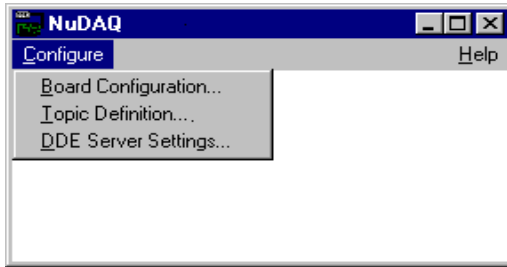 NuDAQ
Configure Help
Board Configuration...
Topic Definition...
DDE Server Settings...